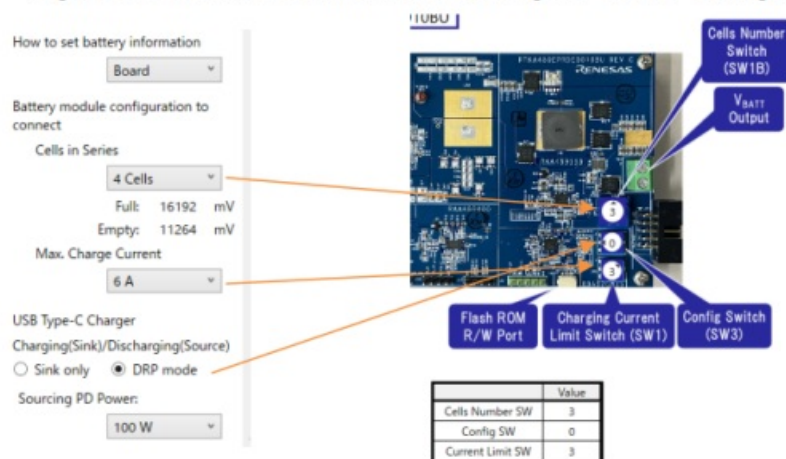 How to set battery information
Board
Battery module configuration to
connect
Cells in Series
4 Cells
Full: 16192 mV
Empty: 11264 mV
Max. Charge Current
6 A
USB Type-C Charger
Charging(Sink)/Discharging(Source)
Sink only DRP mode
Sourcing PD Power:
100 W
RENESAS
Cells Number
Switch
(SW1B)
VBATT
Output
3
0
3
Flash ROM
R/W Port
Charging Current
Limit Switch (SW1)
Config Switch
(SW3)
Value
Cells Number SW 3
Config SW 0
Current Limit SW 3